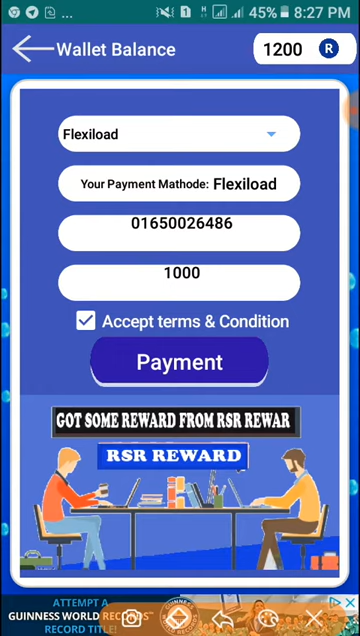 45% 8:27 PM
Wallet Balance 1200 R
Flexiload
Your Payment Mathode: Flexiload
01650026486
1000
Accept terms & Condition
Payment
GOT SOME REWARD FROM RSR REWAR
RSR REWARD
ATTEMPT A
GUINNESS WORLD RECORDS
RECORD TITLE!